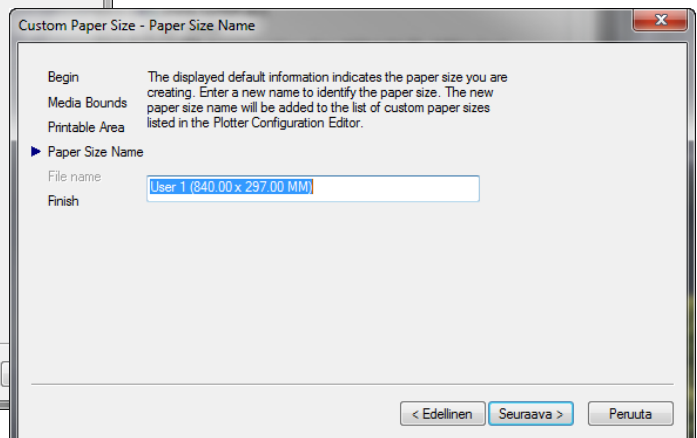 Custom Paper Size - Paper Size Name
Begin
Media Bounds
Printable Area
Paper Size Name
File name
Finish
The displayed default information indicates the paper size you are
creating. Enter a new name to identify the paper size. The new
paper size name will be added to the list of custom paper sizes
listed in the Plotter Configuration Editor.
User 1 (840.00 x 297.00 MM)
< Edellinen
Seuraava >
Peruuta